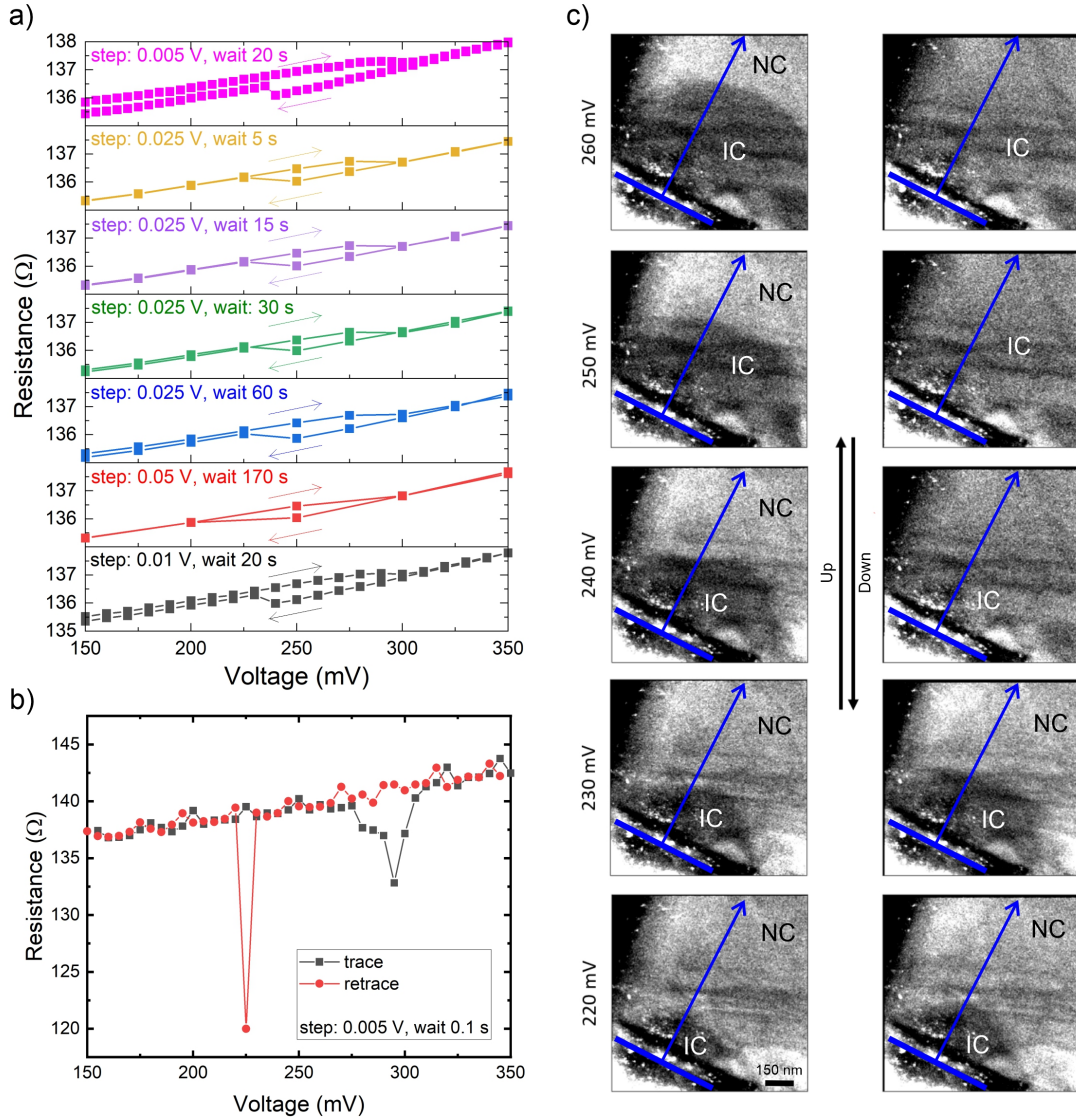 a)
138
137
136
step: 0.005 V, wait 20 s
137
136
step: 0.025 V, wait 5 s
137
136
step: 0.025 V, wait 15 s
137
136
step: 0.025 V, wait: 30 s
137
136
step: 0.025 V, wait 60 s
137
136
step: 0.05 V, wait 170 s
137
136
135
step: 0.01 V, wait 20 s
Resistance (Ω)
150 200 250 300 350
Voltage (mV)
b)
145
140
135
130
125
120
Resistance (Ω)
trace
retrace
step: 0.005 V, wait 0.1 s
150 200 250 300 350
Voltage (mV)
c)
260 mV
NC
IC
IC
250 mV
NC
IC
IC
240 mV
NC
IC
Up
Down
230 mV
NC
IC
NC
IC
220 mV
NC
IC
150 nm
NC
IC